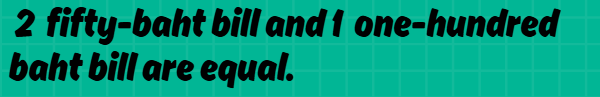 2 fifty-baht bill and 1 one-hundred
baht bill are equal.